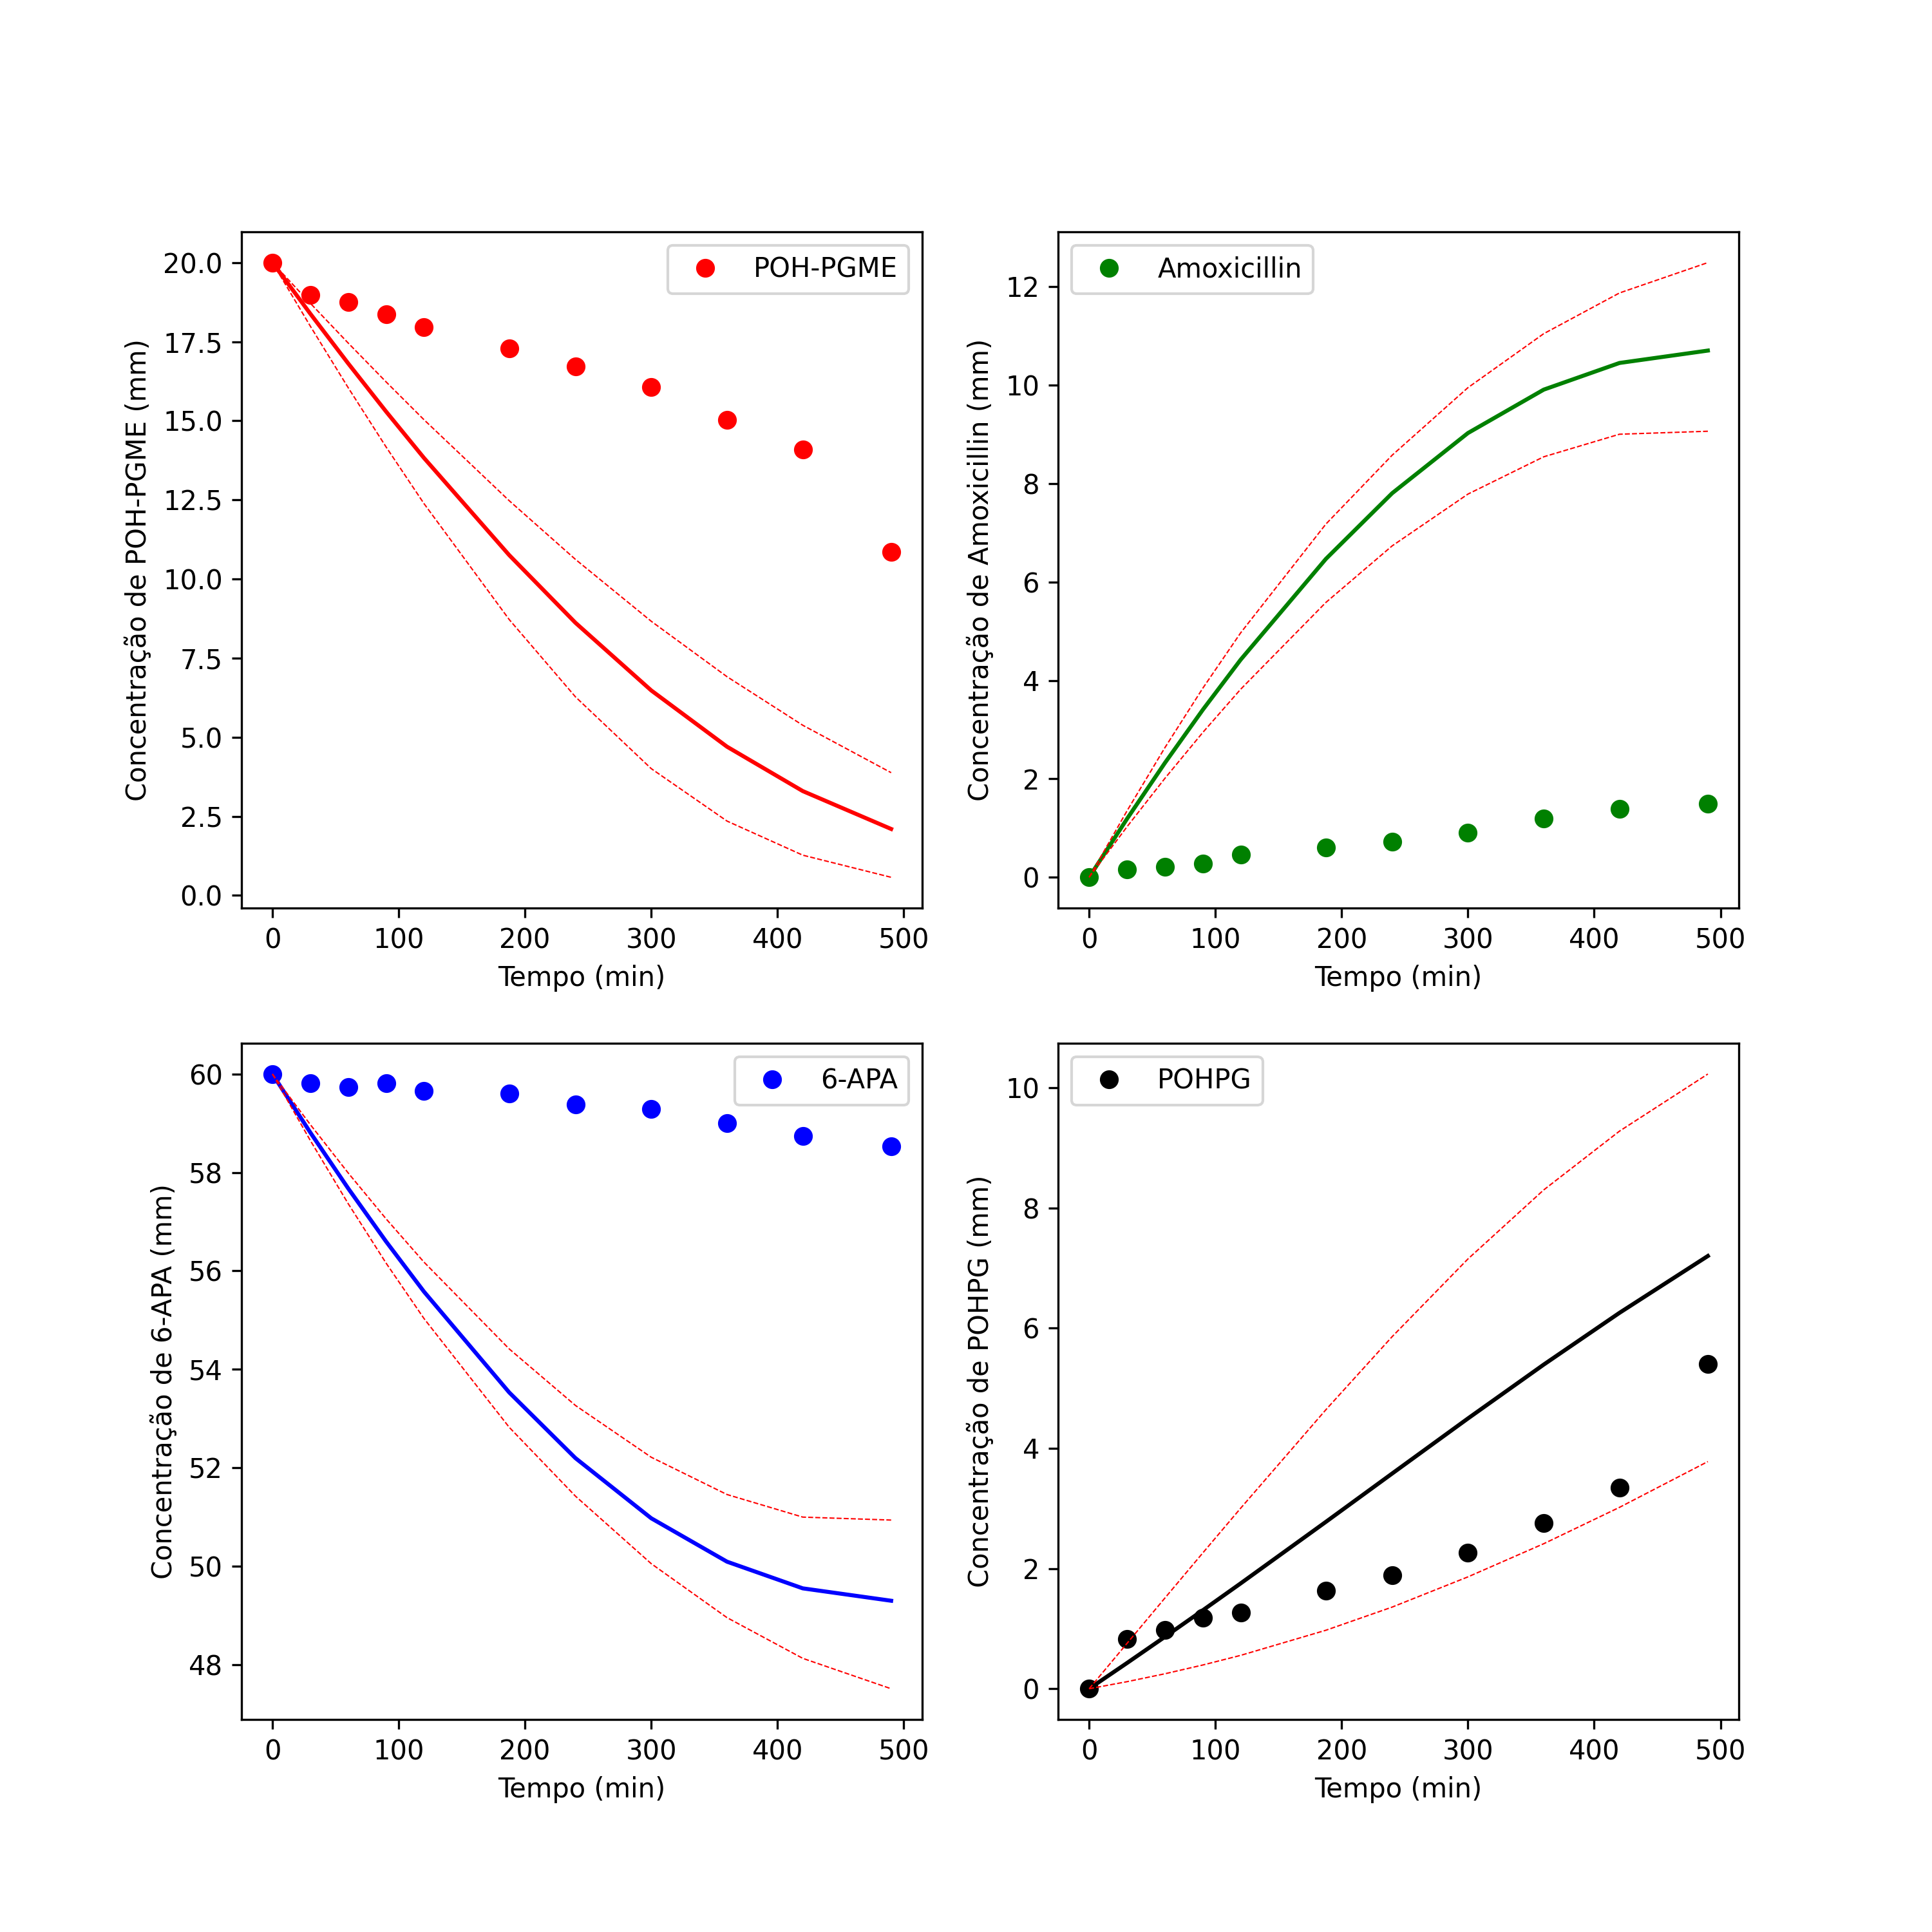 POH-PGME
Concentração de POH-PGME (mm)
20.0
17.5
15.0
12.5
10.0
7.5
5.0
2.5
0.0
0 100 200 300 400 500
Tempo (min)
Amoxicillin
Concentração de Amoxicillin (mm)
12
10
8
6
4
2
0
0 100 200 300 400 500
Tempo (min)
6-APA
Concentração de 6-APA (mm)
60
58
56
54
52
50
48
0 100 200 300 400 500
Tempo (min)
POHPG
Concentração de POHPG (mm)
10
8
6
4
2
0
0 100 200 300 400 500
Tempo (min)